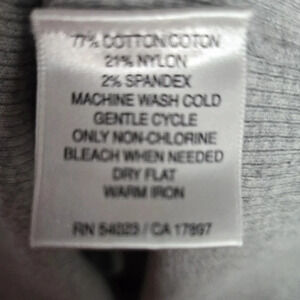 77% COTTON/COTON
21% NYLON
2% SPANDEX
MACHINE WASH COLD
GENTLE CYCLE
ONLY NON-CHLORINE
BLEACH WHEN NEEDED
DRY FLAT
WARM IRON
RN 54023 / CA 17897